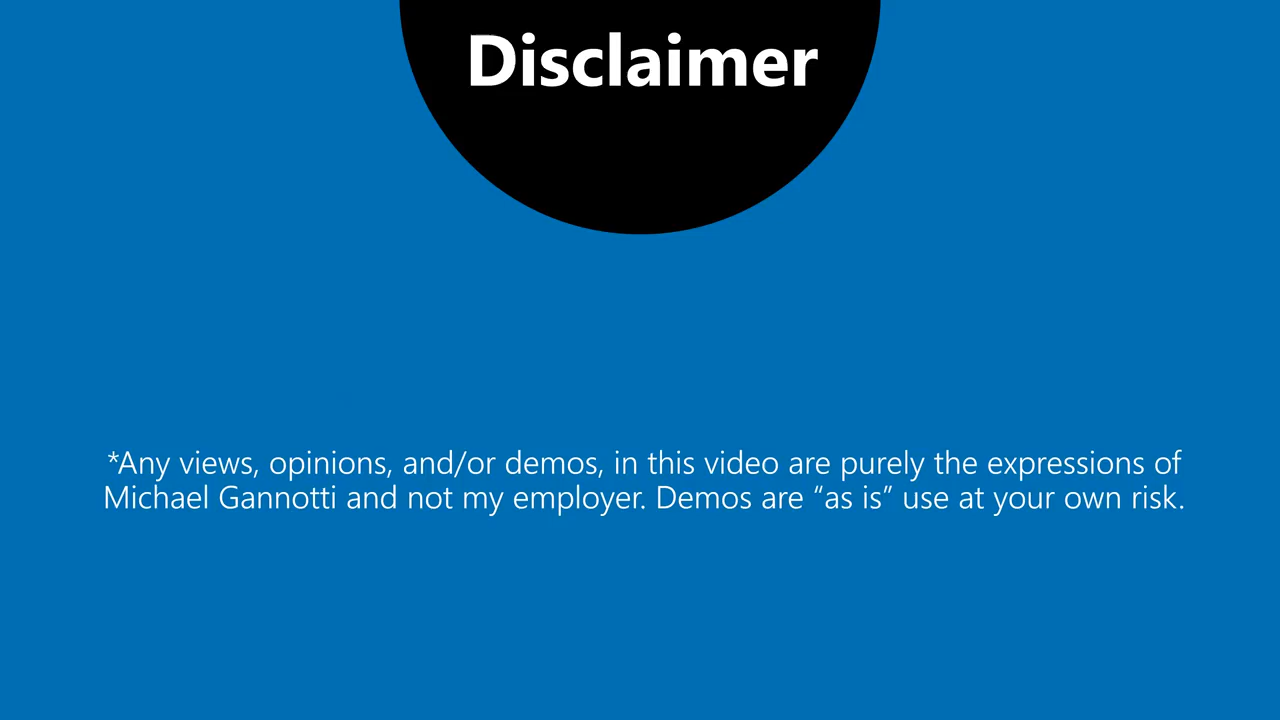 Disclaimer
*Any views, opinions, and/or demos, in this video are purely the expressions of
Michael Gannotti and not my employer. Demos are “as is” use at your own risk.